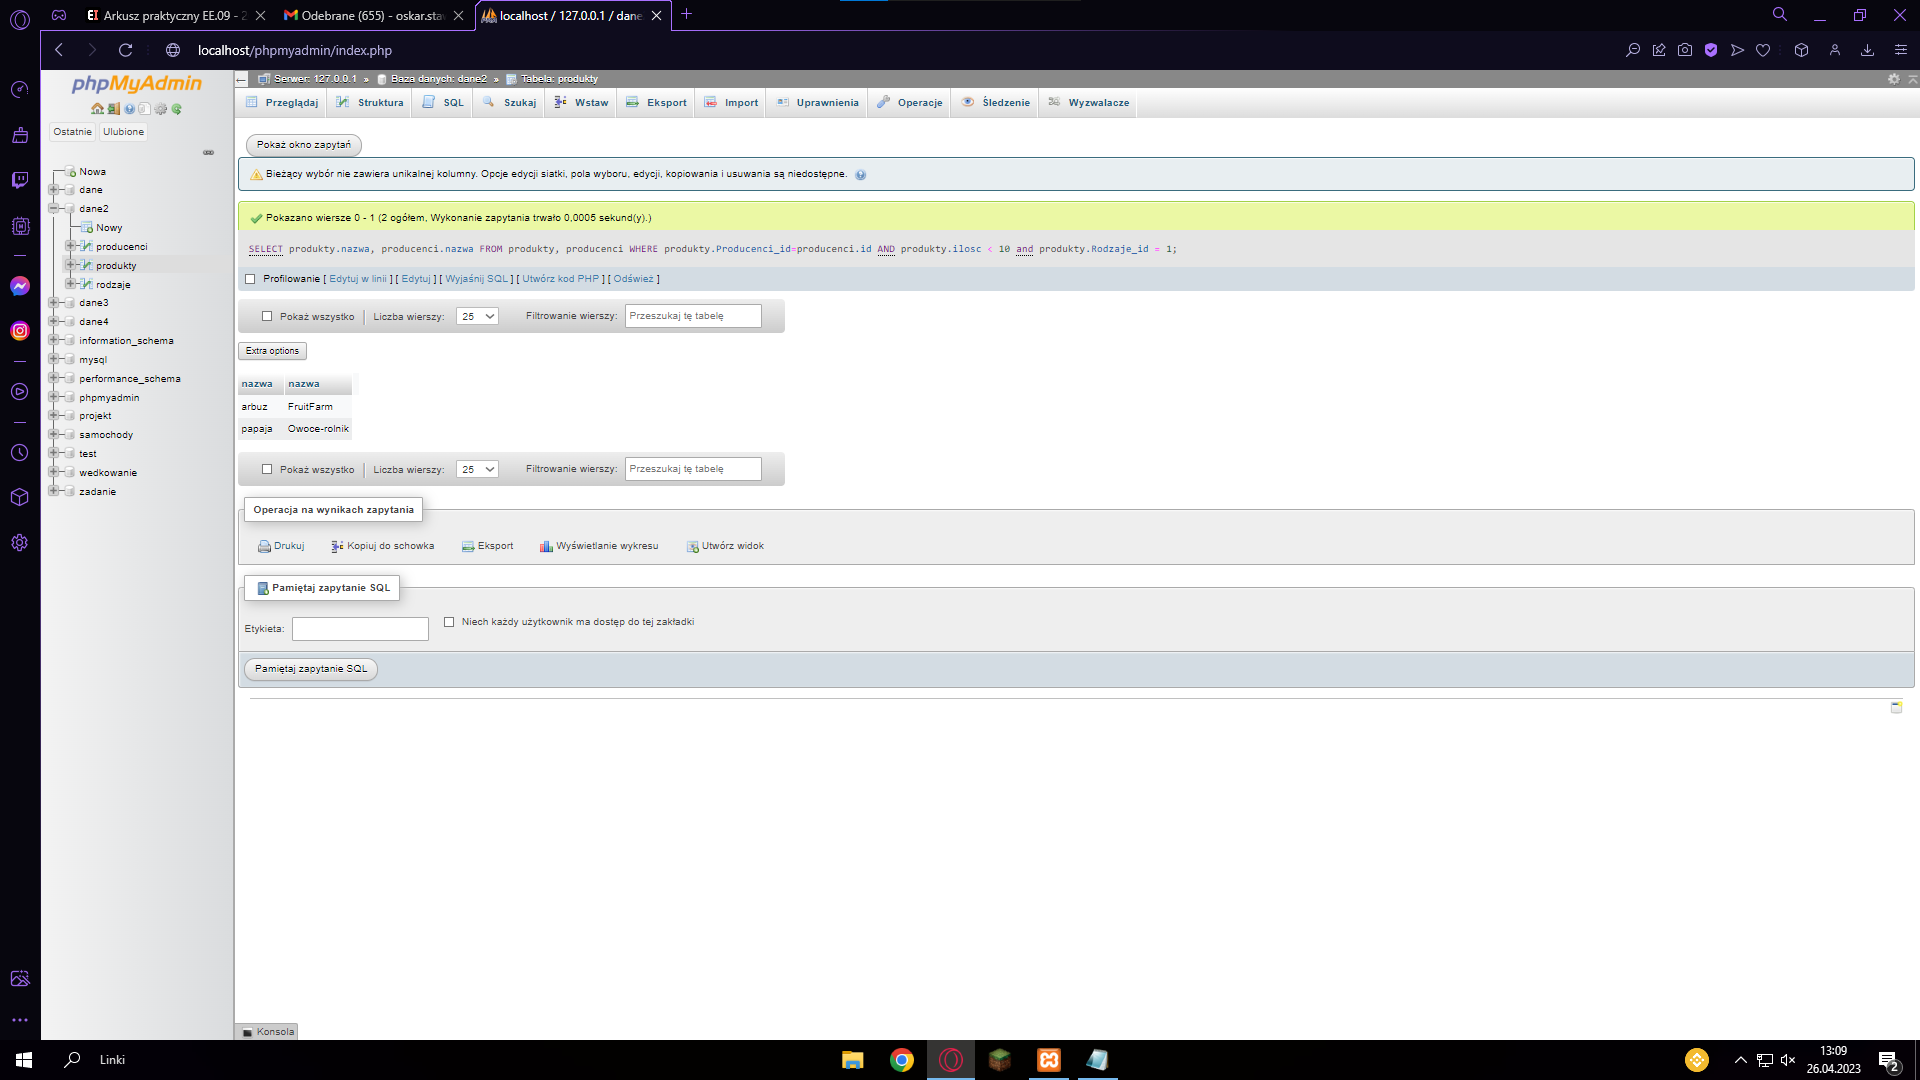 Arkusz praktyczny EE.09 - 2
Odebrane (655) - oskar.sta
localhost / 127.0.0.1 / dane
localhost/phpmyadmin/index.php
phpMyAdmin
Ostatnie
Ulubione
Nowa
dane
dane2
Nowy
producenci
produkty
rodzaje
dane3
dane4
information_schema
mysql
performance_schema
phpmyadmin
projekt
samochody
test
wedkowanie
zadanie
Serwer: 127.0.0.1 » Baza danych: dane2 » Tabela: produkty
Przeglądaj Struktura SQL Szukaj Wstaw Eksport Import Uprawnienia Operacje Śledzenie Wyzwalacze
Pokaż okno zapytań
Bieżący wybór nie zawiera unikalnej kolumny. Opcje edycji siatki, pola wyboru, edycji, kopiowania i usuwania są niedostępne.
Pokazano wiersze 0 - 1 (2 ogółem, Wykonanie zapytania trwało 0,0005 sekund(y).)
SELECT produkty.nazwa, producenci.nazwa FROM produkty, producenci WHERE produkty.Producenci_id=producenci.id AND produkty.ilosc < 10 and produkty.Rodzaje_id = 1;
Profilowanie [ Edytuj w linii ] [ Edytuj ] [ Wyjaśnij SQL ] [ Utwórz kod PHP ] [ Odśwież ]
Pokaż wszystko | Liczba wierszy: 25 Filtrowanie wierszy: Przeszukaj tę tabelę
Extra options
nazwa nazwa
arbuz FruitFarm
papaja Owoce-rolnik
Pokaż wszystko | Liczba wierszy: 25 Filtrowanie wierszy: Przeszukaj tę tabelę
Operacja na wynikach zapytania
Drukuj Kopiuj do schowka Eksport Wyświetlanie wykresu Utwórz widok
Pamiętaj zapytanie SQL
Etykieta: Niech każdy użytkownik ma dostęp do tej zakładki
Pamiętaj zapytanie SQL
Konsola
Linki
13:09
26.04.2023
2